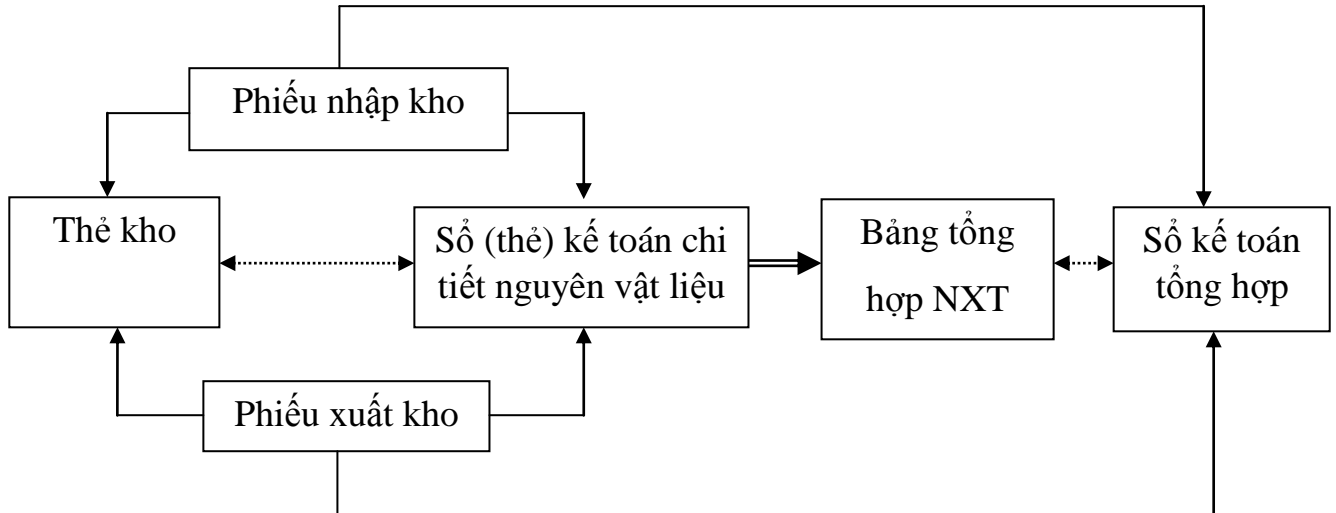 Phiếu nhập kho
Thẻ kho
Sổ (thẻ) kế toán chi
tiết nguyên vật liệu
Bảng tổng
hợp NXT
Sổ kế toán
tổng hợp
Phiếu xuất kho